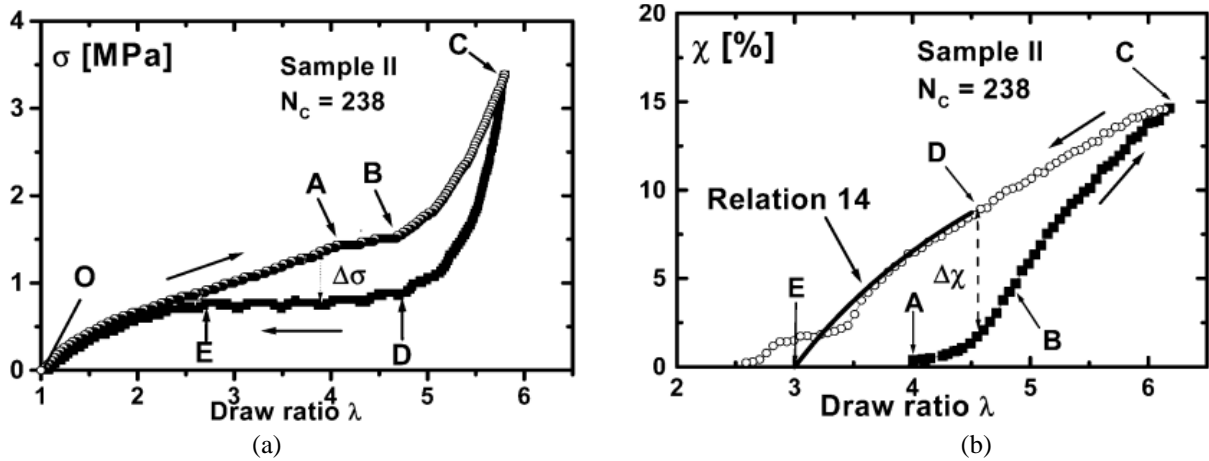 4
3
2
1
0
σ [MPa]
Sample II
N_C = 238
C
A
B
O
Δσ
E
D
1 2 3 4 5 6
Draw ratio λ
(a)
20
15
10
5
0
χ [%]
Sample II
N_C = 238
C
D
Relation 14
Δχ
E
A
B
2 3 4 5 6
Draw ratio λ
(b)